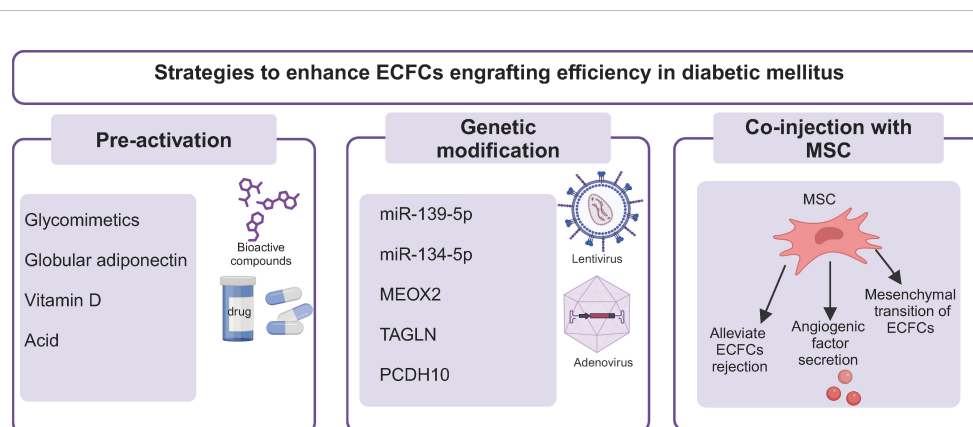 Strategies to enhance ECFCs engrafting efficiency in diabetic mellitus
Pre-activation
Glycomimetics
Globular adiponectin
Vitamin D
Acid
Bioactive
compounds
drug
Genetic
modification
miR-139-5p
miR-134-5p
MEOX2
TAGLN
PCDH10
Lentivirus
Adenovirus
Co-injection with
MSC
MSC
Alleviate
ECFCs
rejection
Angiogenic
factor
secretion
Mesenchymal
transition of
ECFCs